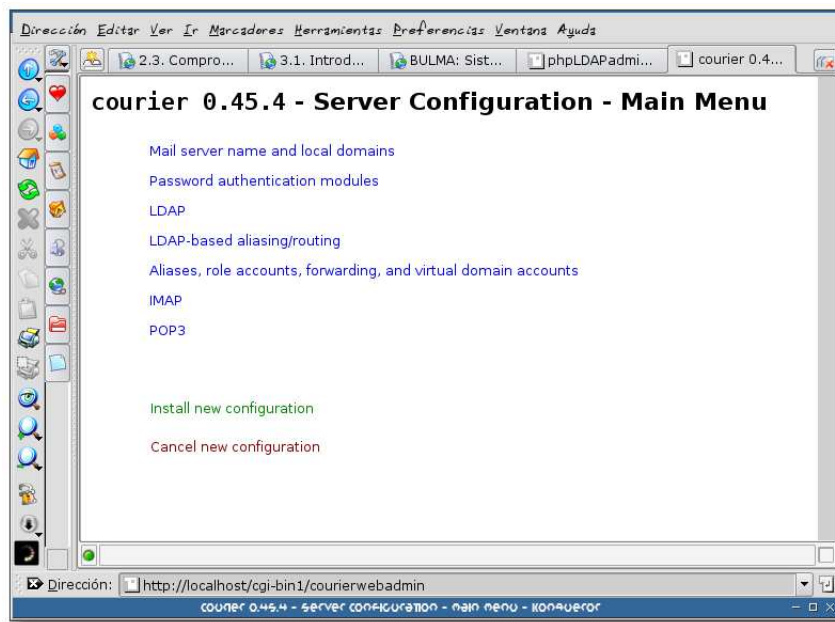 Dirección Editar Ver Ir Marcadores Herramientas Preferencias Ventana Ayuda
2.3. Compro... 3.1. Introd... BULMA: Sist... phpLDAPadmi... courier 0.4...
courier 0.45.4 - Server Configuration - Main Menu
Mail server name and local domains
Password authentication modules
LDAP
LDAP-based aliasing/routing
Aliases, role accounts, forwarding, and virtual domain accounts
IMAP
POP3
Install new configuration
Cancel new configuration
Dirección: http://localhost/cgi-bin1/courierwebadmin
courier 0.45.4 - Server Configuration - Main Menu - Konqueror